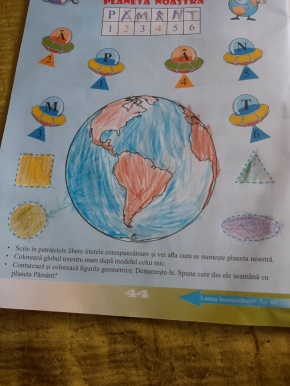 PLANETA NOASTRĂ
P Ă M Â N T
1 2 3 4 5 6
Ă
2
P
1
Â
4
N
5
M
3
T
6
• Scrie în pătrățelele libere literele corespunzătoare și vei afla cum se numește planeta noastră.
• Colorează globul terestru mare după modelul celui mic.
• Conturează și colorează figurile geometrice. Denumește-le. Spune care din ele seamănă cu
planeta Pământ?
44
Lumea înconjurătoare